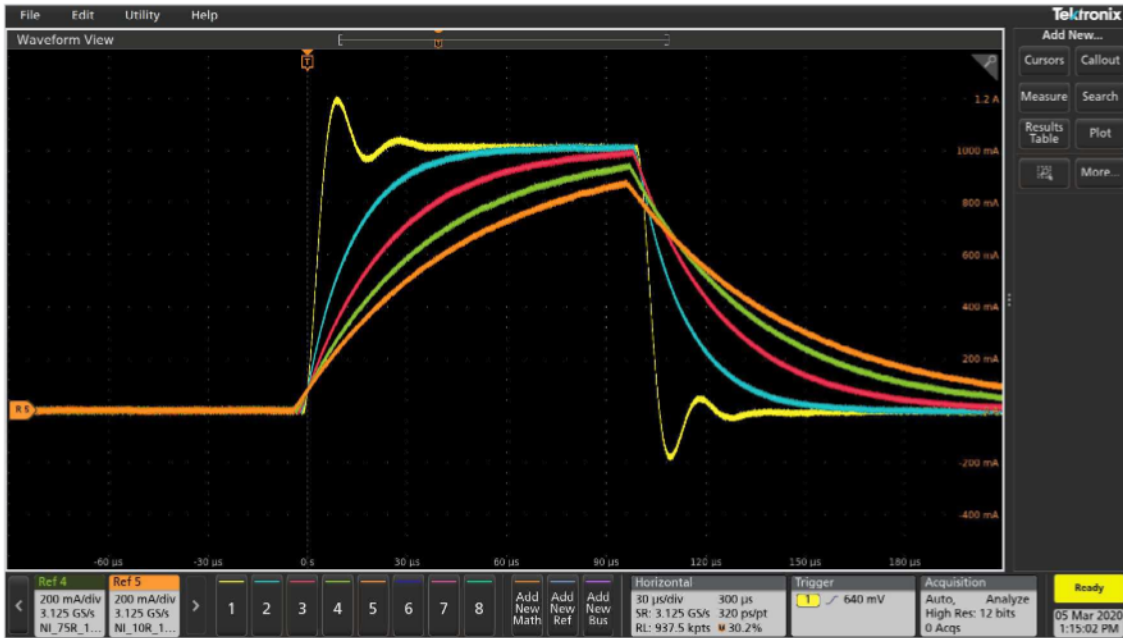 File Edit Utility Help
Tektronix
Waveform View
Add New...
Cursors Callout
Measure Search
Results Table Plot
More...
T
U
1.2 A
1000 mA
800 mA
600 mA
400 mA
200 mA
-200 mA
-400 mA
R 5
-60 µs -30 µs 0 s 30 µs 60 µs 90 µs 120 µs 150 µs 180 µs
Ref 4
200 mA/div
3.125 GS/s
NI_75R_1...
Ref 5
200 mA/div
3.125 GS/s
NI_10R_1...
1 2 3 4 5 6 7 8
Add New Math
Add New Ref
Add New Bus
Horizontal
30 µs/div 300 µs
SR: 3.125 GS/s 320 ps/pt
RL: 937.5 kpts 30.2%
Trigger
1 640 mV
Acquisition
Auto, Analyze
High Res: 12 bits
0 Acqs
Ready
05 Mar 2020
1:15:02 PM